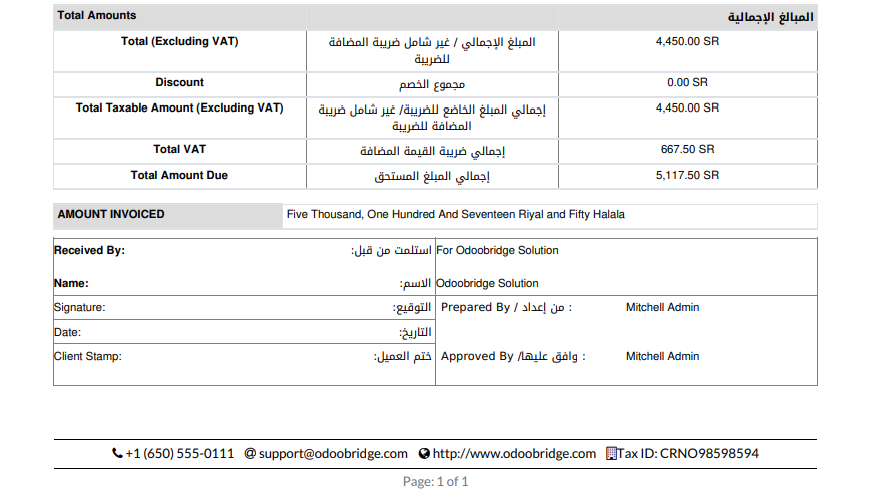 Total Amounts المبالغ الإجمالية
Total (Excluding VAT) المبلغ الإجمالي / غير شامل ضريبة المضافة 4,450.00 SR
للضريبة
Discount مجموع الخصم 0.00 SR
Total Taxable Amount (Excluding VAT) إجمالي المبلغ الخاضع للضريبة/ غير شامل ضريبة 4,450.00 SR
المضافة للضريبة
Total VAT إجمالي ضريبة القيمة المضافة 667.50 SR
Total Amount Due إجمالي المبلغ المستحق 5,117.50 SR
AMOUNT INVOICED Five Thousand, One Hundred And Seventeen Riyal and Fifty Halala
Received By: استلمت من قبل: For Odoobridge Solution
Name: الاسم: Odoobridge Solution
Signature: التوقيع: Prepared By / من إعداد : Mitchell Admin
Date: التاريخ:
Client Stamp: ختم العميل: Approved By /وافق عليها : Mitchell Admin
+1 (650) 555-0111 support@odoobridge.com http://www.odoobridge.com Tax ID: CRNO98598594
Page: 1 of 1